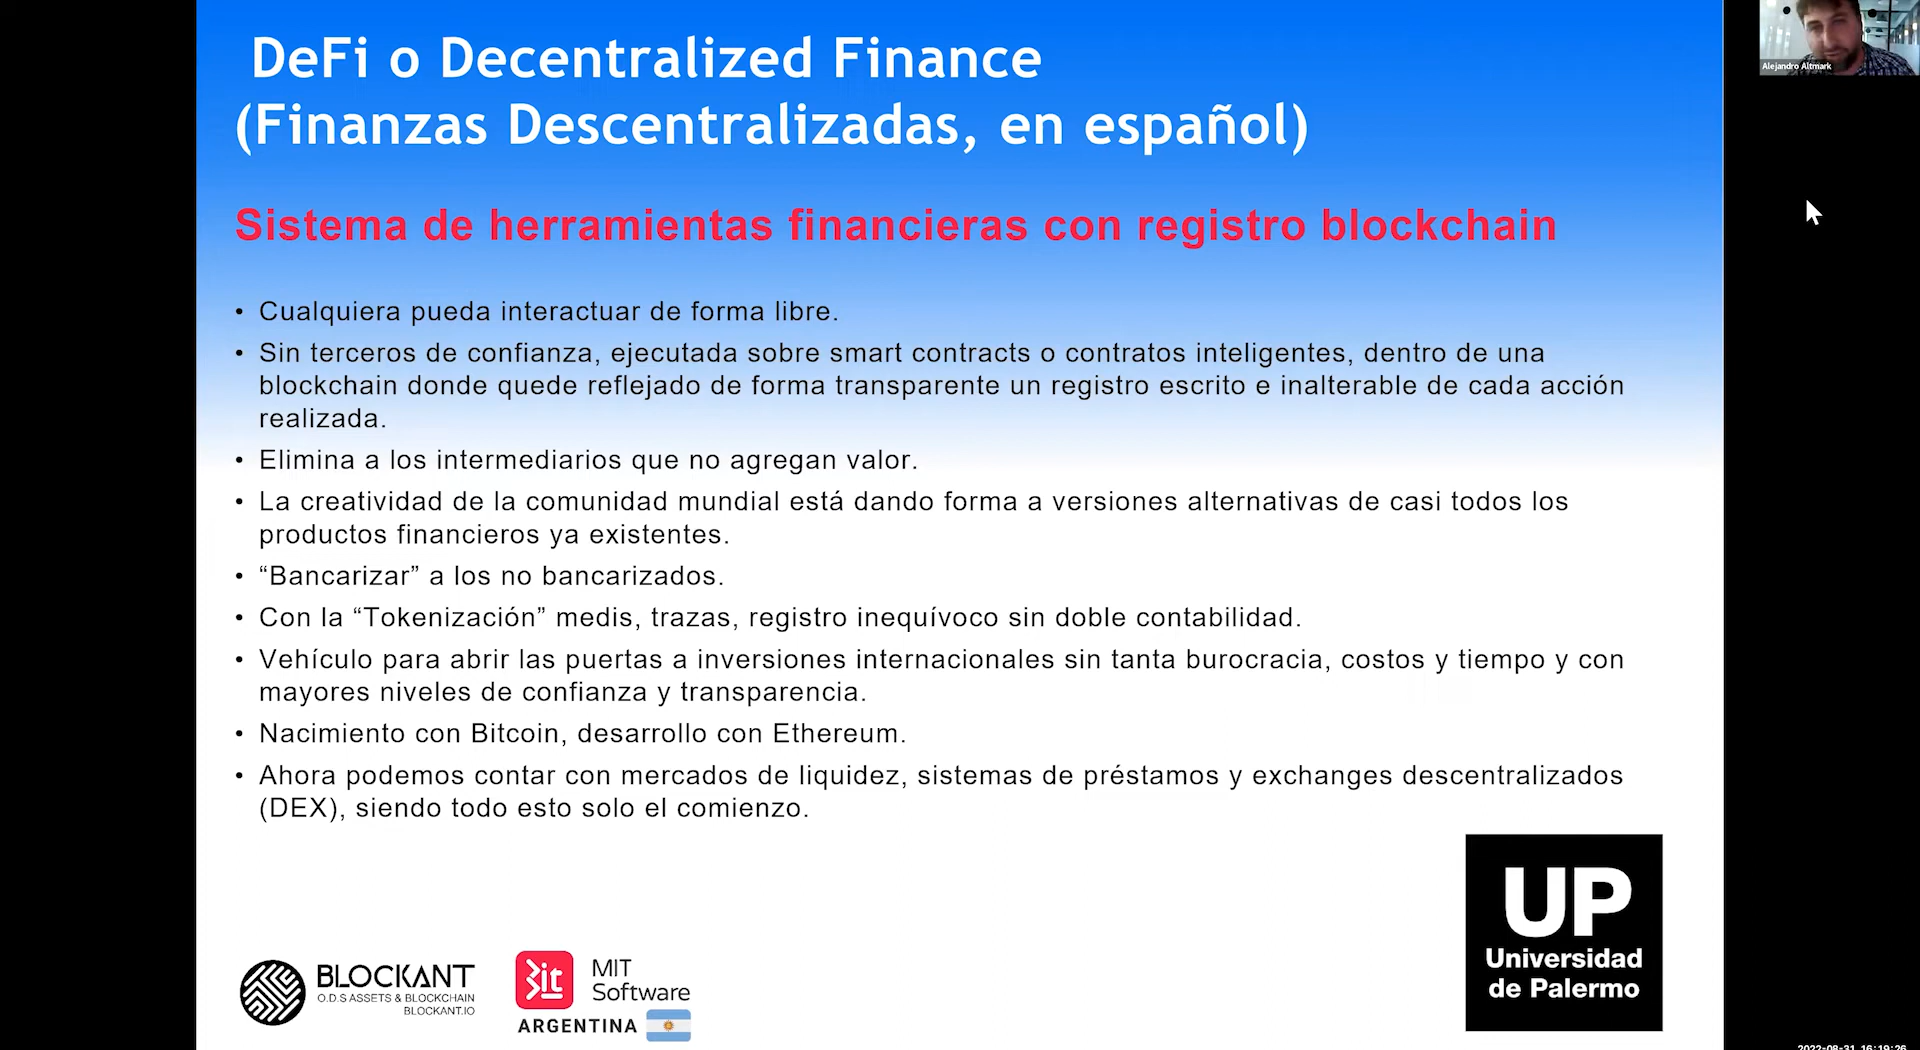 DeFi o Decentralized Finance
(Finanzas Descentralizadas, en español)
Sistema de herramientas financieras con registro blockchain
• Cualquiera pueda interactuar de forma libre.
• Sin terceros de confianza, ejecutada sobre smart contracts o contratos inteligentes, dentro de una
blockchain donde quede reflejado de forma transparente un registro escrito e inalterable de cada acción
realizada.
• Elimina a los intermediarios que no agregan valor.
• La creatividad de la comunidad mundial está dando forma a versiones alternativas de casi todos los
productos financieros ya existentes.
• “Bancarizar” a los no bancarizados.
• Con la “Tokenización” medis, trazas, registro inequívoco sin doble contabilidad.
• Vehículo para abrir las puertas a inversiones internacionales sin tanta burocracia, costos y tiempo y con
mayores niveles de confianza y transparencia.
• Nacimiento con Bitcoin, desarrollo con Ethereum.
• Ahora podemos contar con mercados de liquidez, sistemas de préstamos y exchanges descentralizados
(DEX), siendo todo esto solo el comienzo.
BLOCKANT
O.D.S ASSETS & BLOCKCHAIN
BLOCKANT.IO
it
MIT
Software
ARGENTINA
UP
Universidad
de Palermo
Alejandro Altmark
2022-08-31 16:19:26